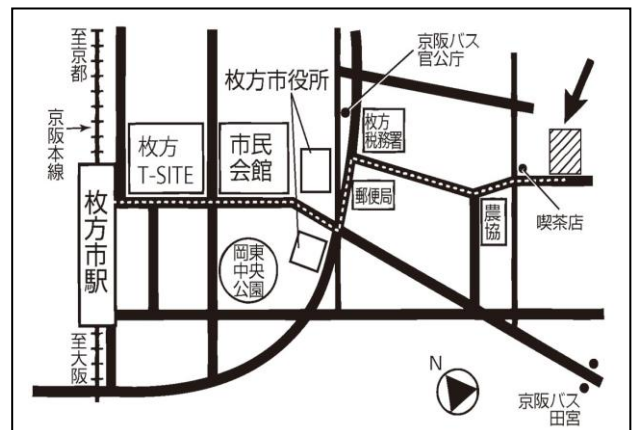 至京都
京阪本線
枚方市駅
至大阪
枚方
T-SITE
市民
会館
枚方市役所
京阪バス
官公庁
枚方
税務署
郵便局
農協
喫茶店
岡東
中央
公園
N
京阪バス
田宮